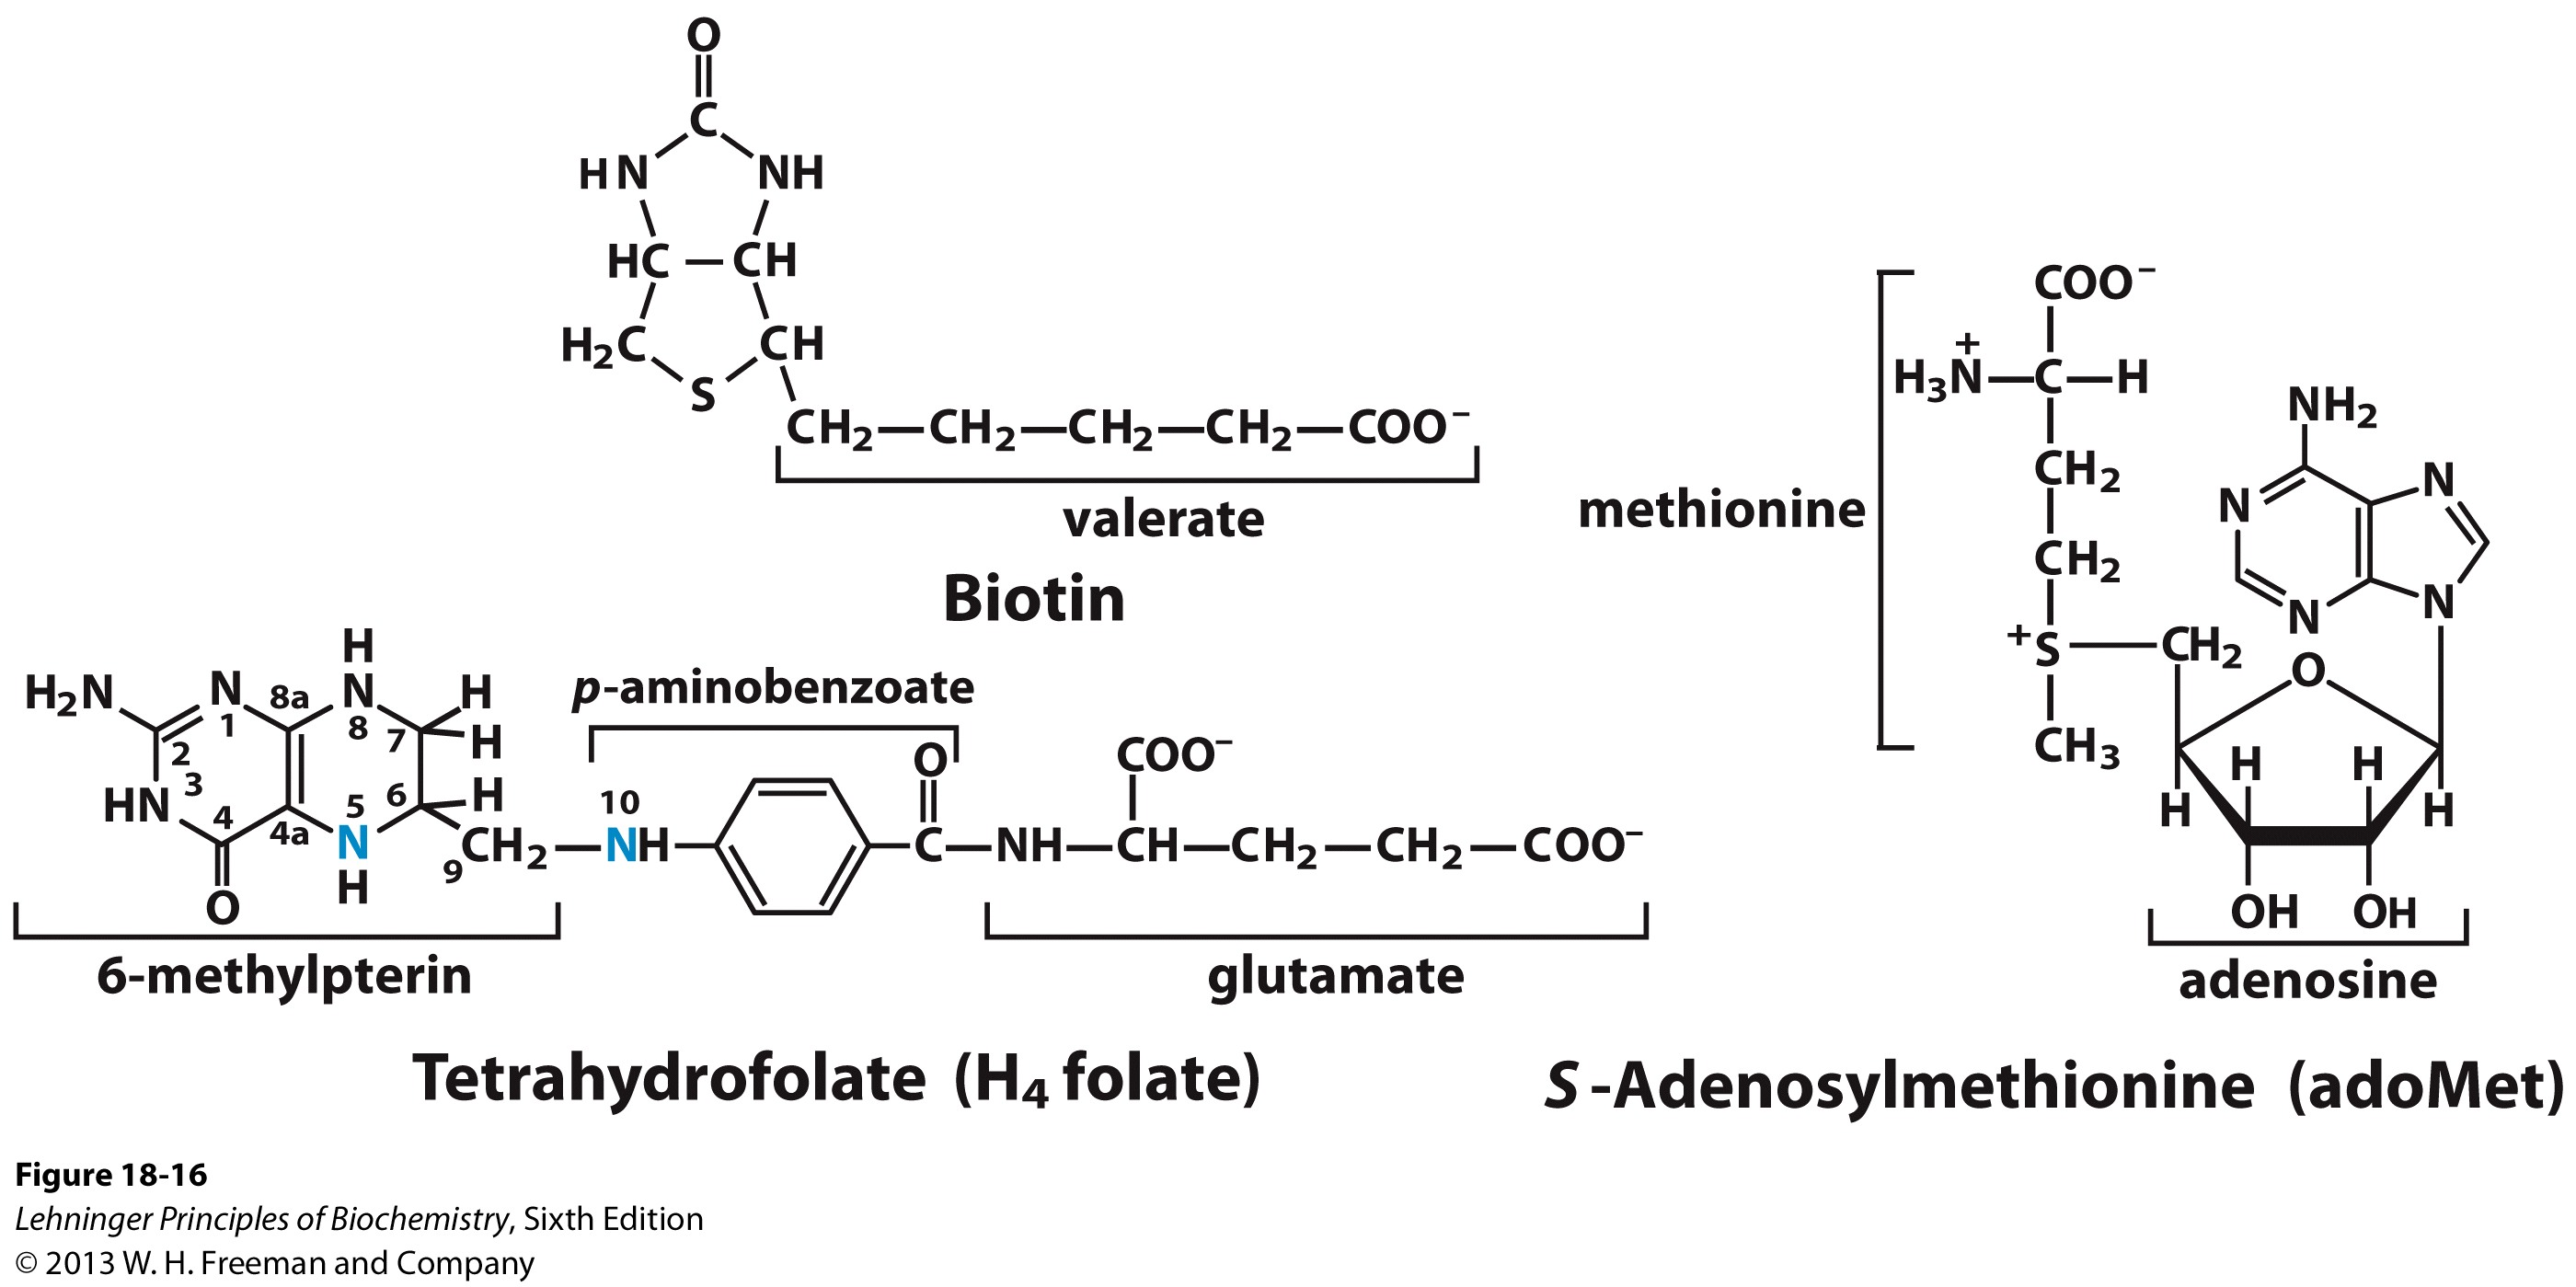 O
C
HN NH
HC — CH
H₂C CH
S
CH₂—CH₂—CH₂—CH₂—COO⁻
valerate
Biotin
COO⁻
H₃N⁺—C—H
CH₂
CH₂
⁺S—CH₂
CH₃
methionine
NH₂
N N
N N
O
H H
H H
OH OH
adenosine
S-Adenosylmethionine (adoMet)
H
H₂N N 8a N H
1 8 7 H
2
HN 3 5 6 H
4 4a N CH₂—NH
9 10
O H
6-methylpterin
p-aminobenzoate
O COO⁻
C—NH—CH—CH₂—CH₂—COO⁻
glutamate
Tetrahydrofolate (H₄ folate)
Figure 18-16
Lehninger Principles of Biochemistry, Sixth Edition
© 2013 W. H. Freeman and Company